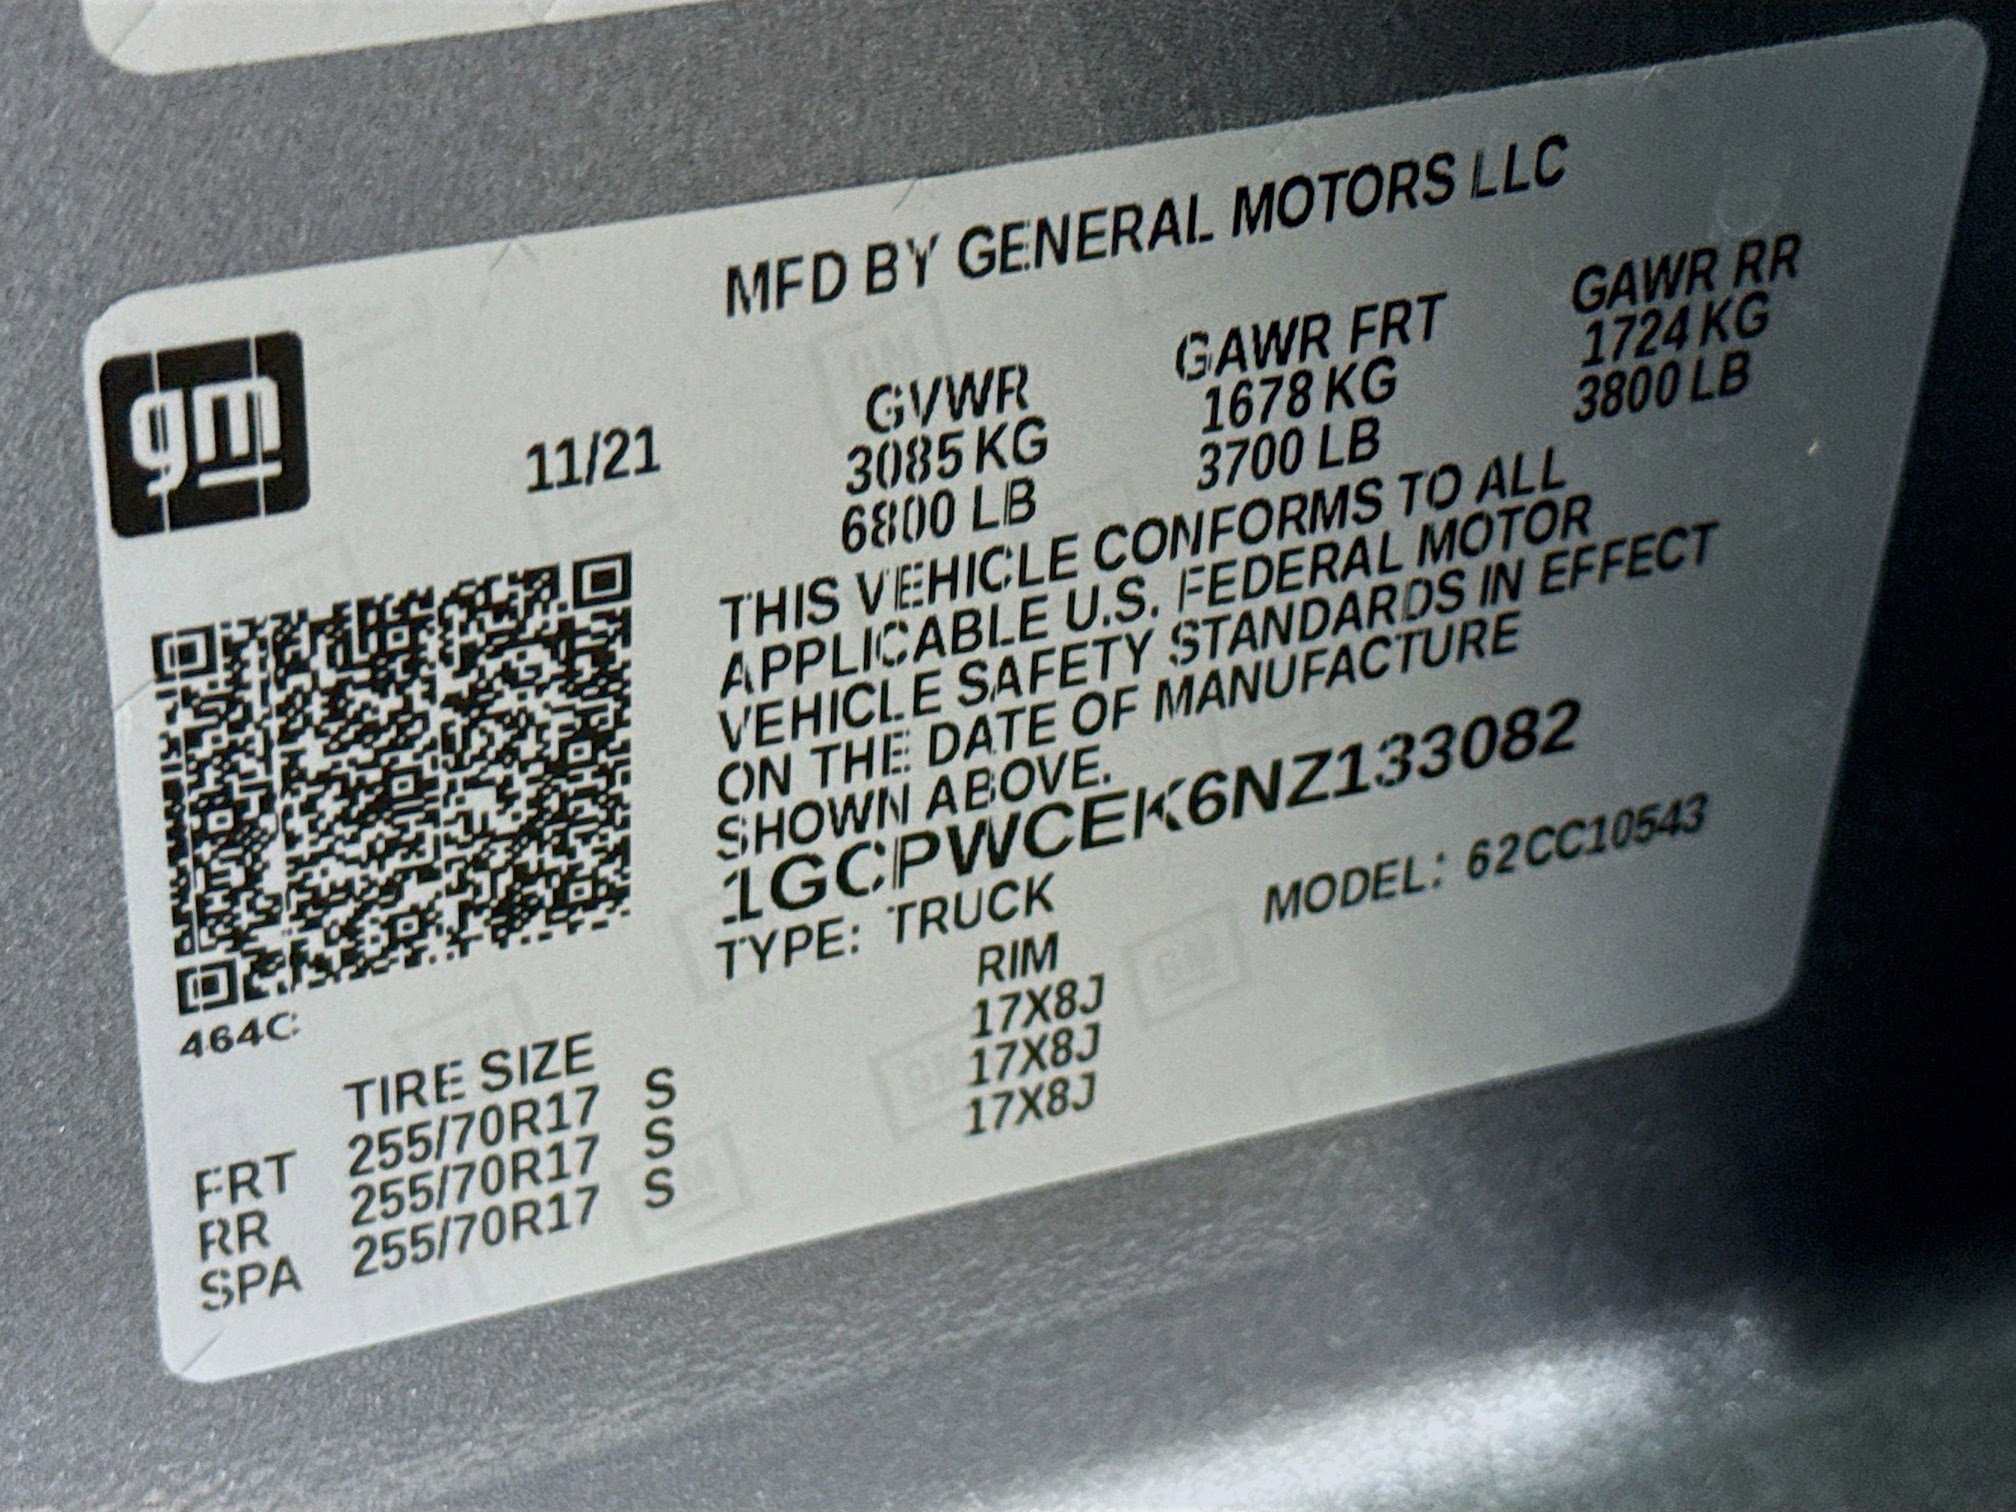 MFD BY GENERAL MOTORS LLC
gm
11/21
GVWR GAWR FRT GAWR RR
3085 KG 1678 KG 1724 KG
6800 LB 3700 LB 3800 LB
THIS VEHICLE CONFORMS TO ALL
APPLICABLE U.S. FEDERAL MOTOR
VEHICLE SAFETY STANDARDS IN EFFECT
ON THE DATE OF MANUFACTURE
SHOWN ABOVE.
1GCPWCEK6NZ133082
TYPE: TRUCK MODEL: 62CC10543
464C
TIRE SIZE RIM
FRT 255/70R17 S 17X8J
RR 255/70R17 S 17X8J
SPA 255/70R17 S 17X8J